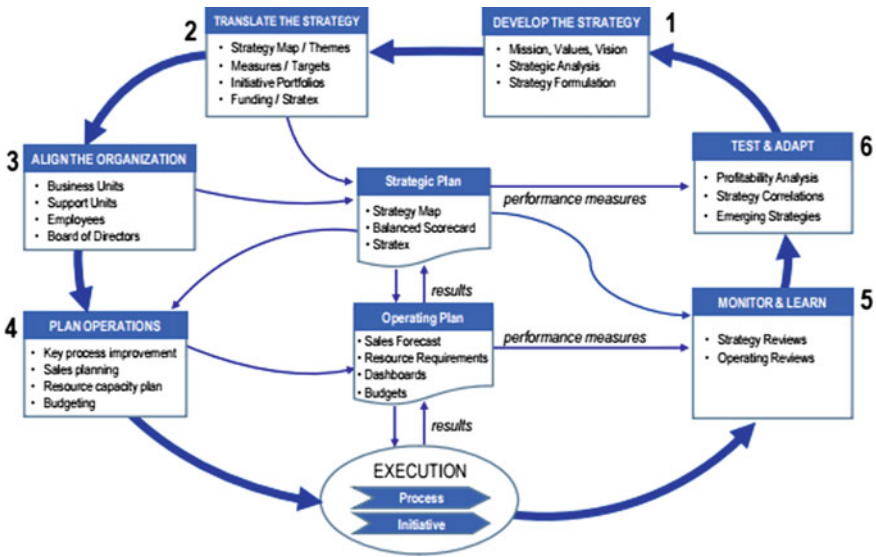 2
TRANSLATE THE STRATEGY
• Strategy Map / Themes
• Measures / Targets
• Initiative Portfolios
• Funding / Stratex
DEVELOP THE STRATEGY
1
• Mission, Values, Vision
• Strategic Analysis
• Strategy Formulation
3
ALIGN THE ORGANIZATION
• Business Units
• Support Units
• Employees
• Board of Directors
Strategic Plan
• Strategy Map
• Balanced Scorecard
• Stratex
performance measures
TEST & ADAPT
6
• Profitability Analysis
• Strategy Correlations
• Emerging Strategies
results
4
PLAN OPERATIONS
• Key process improvement
• Sales planning
• Resource capacity plan
• Budgeting
Operating Plan
• Sales Forecast
• Resource Requirements
• Dashboards
• Budgets
performance measures
MONITOR & LEARN
5
• Strategy Reviews
• Operating Reviews
results
EXECUTION
Process
Initiative